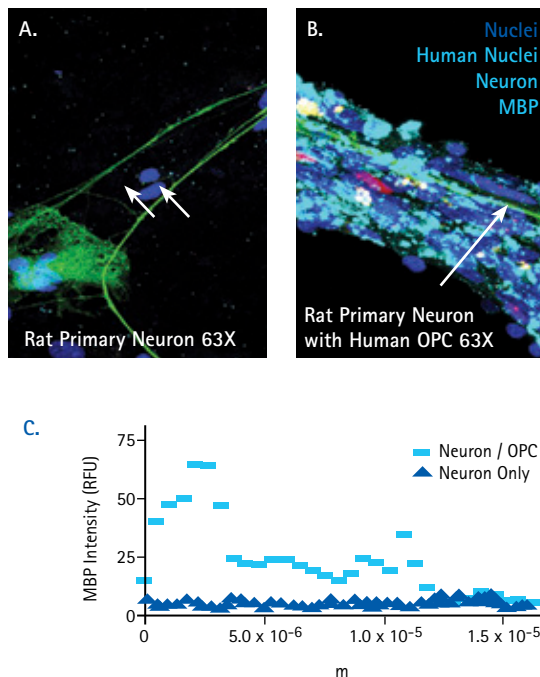 A.
Rat Primary Neuron 63X
B.
Nuclei
Human Nuclei
Neuron
MBP
Rat Primary Neuron
with Human OPC 63X
C.
MBP Intensity (RFU)
75
50
25
0
Neuron / OPC
Neuron Only
0
5.0 x 10⁻⁶
1.0 x 10⁻⁵
1.5 x 10⁻⁵
m